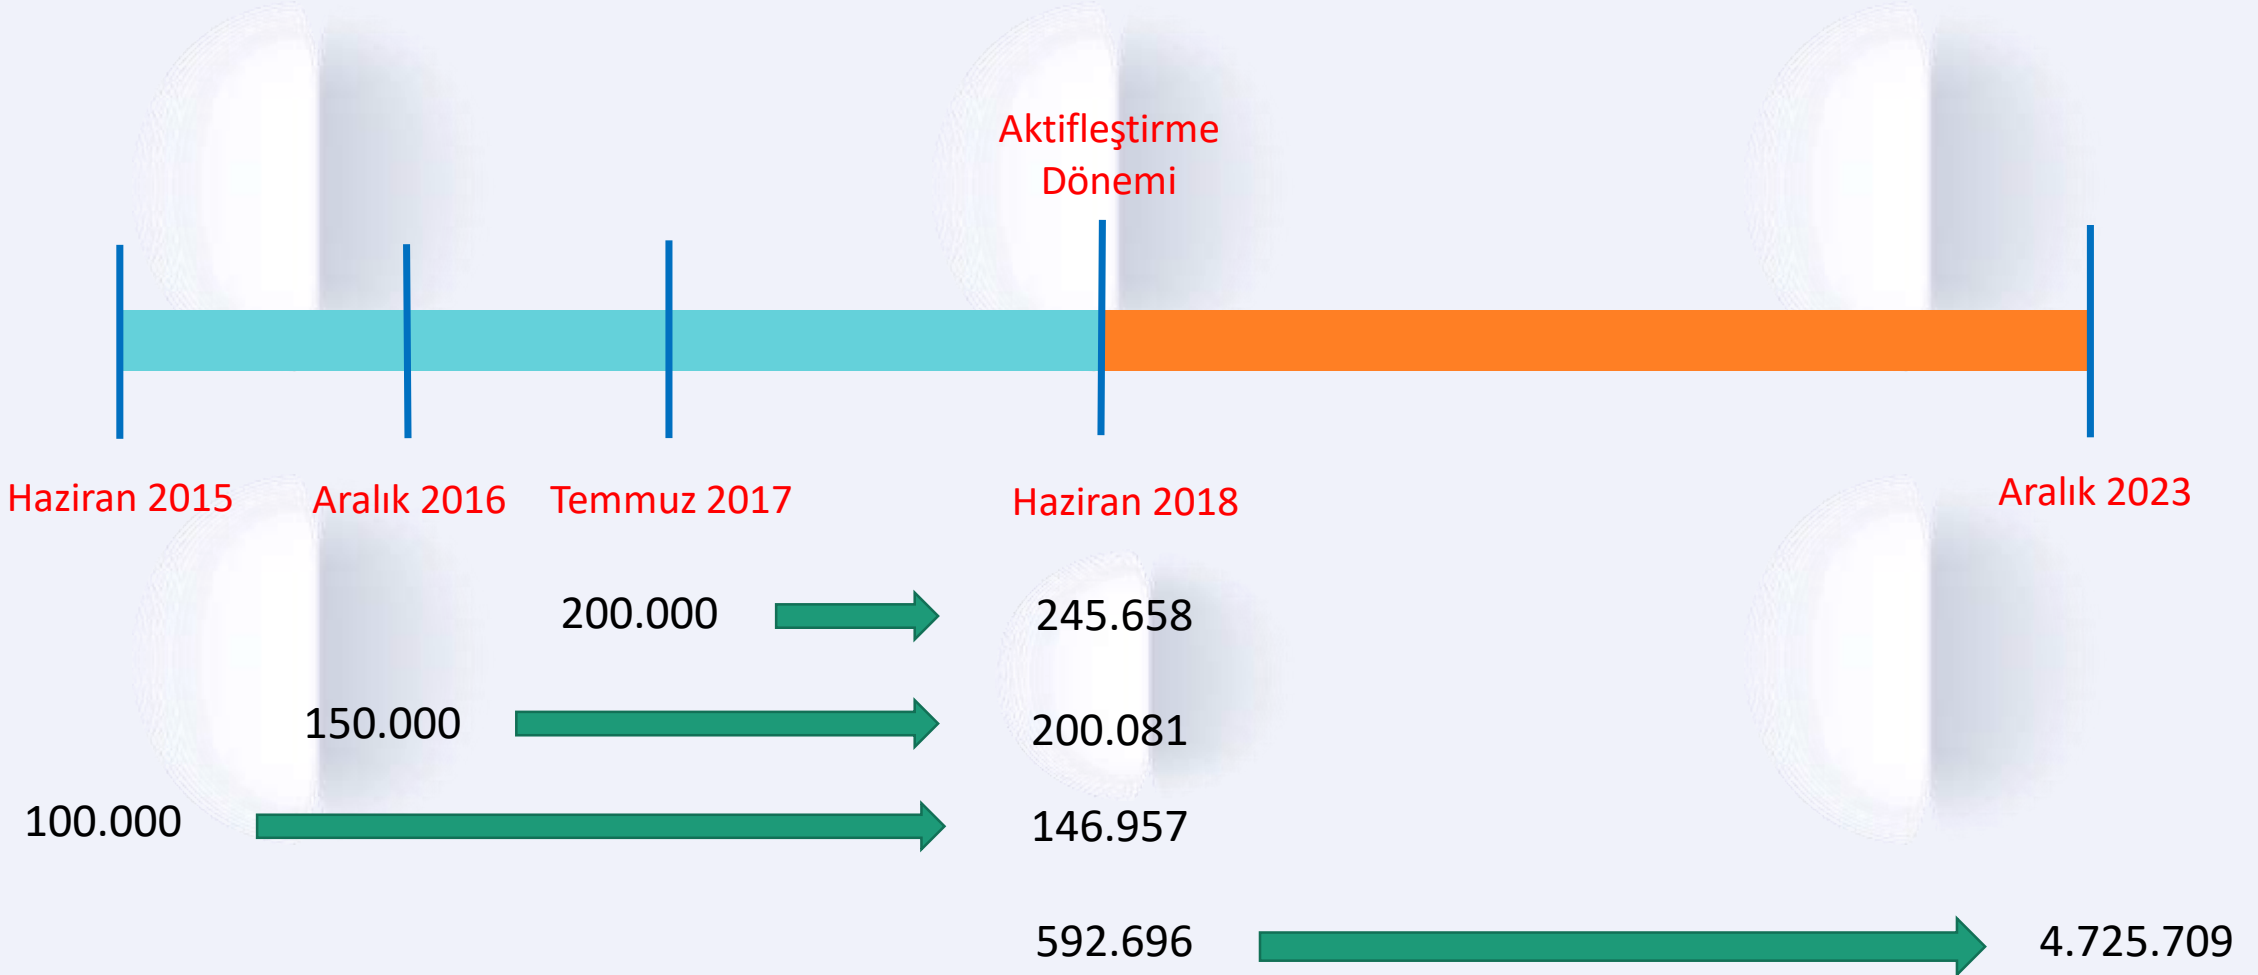 Aktifleştirme
Dönemi
Haziran 2015
Aralık 2016
Temmuz 2017
Haziran 2018
Aralık 2023
200.000
245.658
150.000
200.081
100.000
146.957
592.696
4.725.709